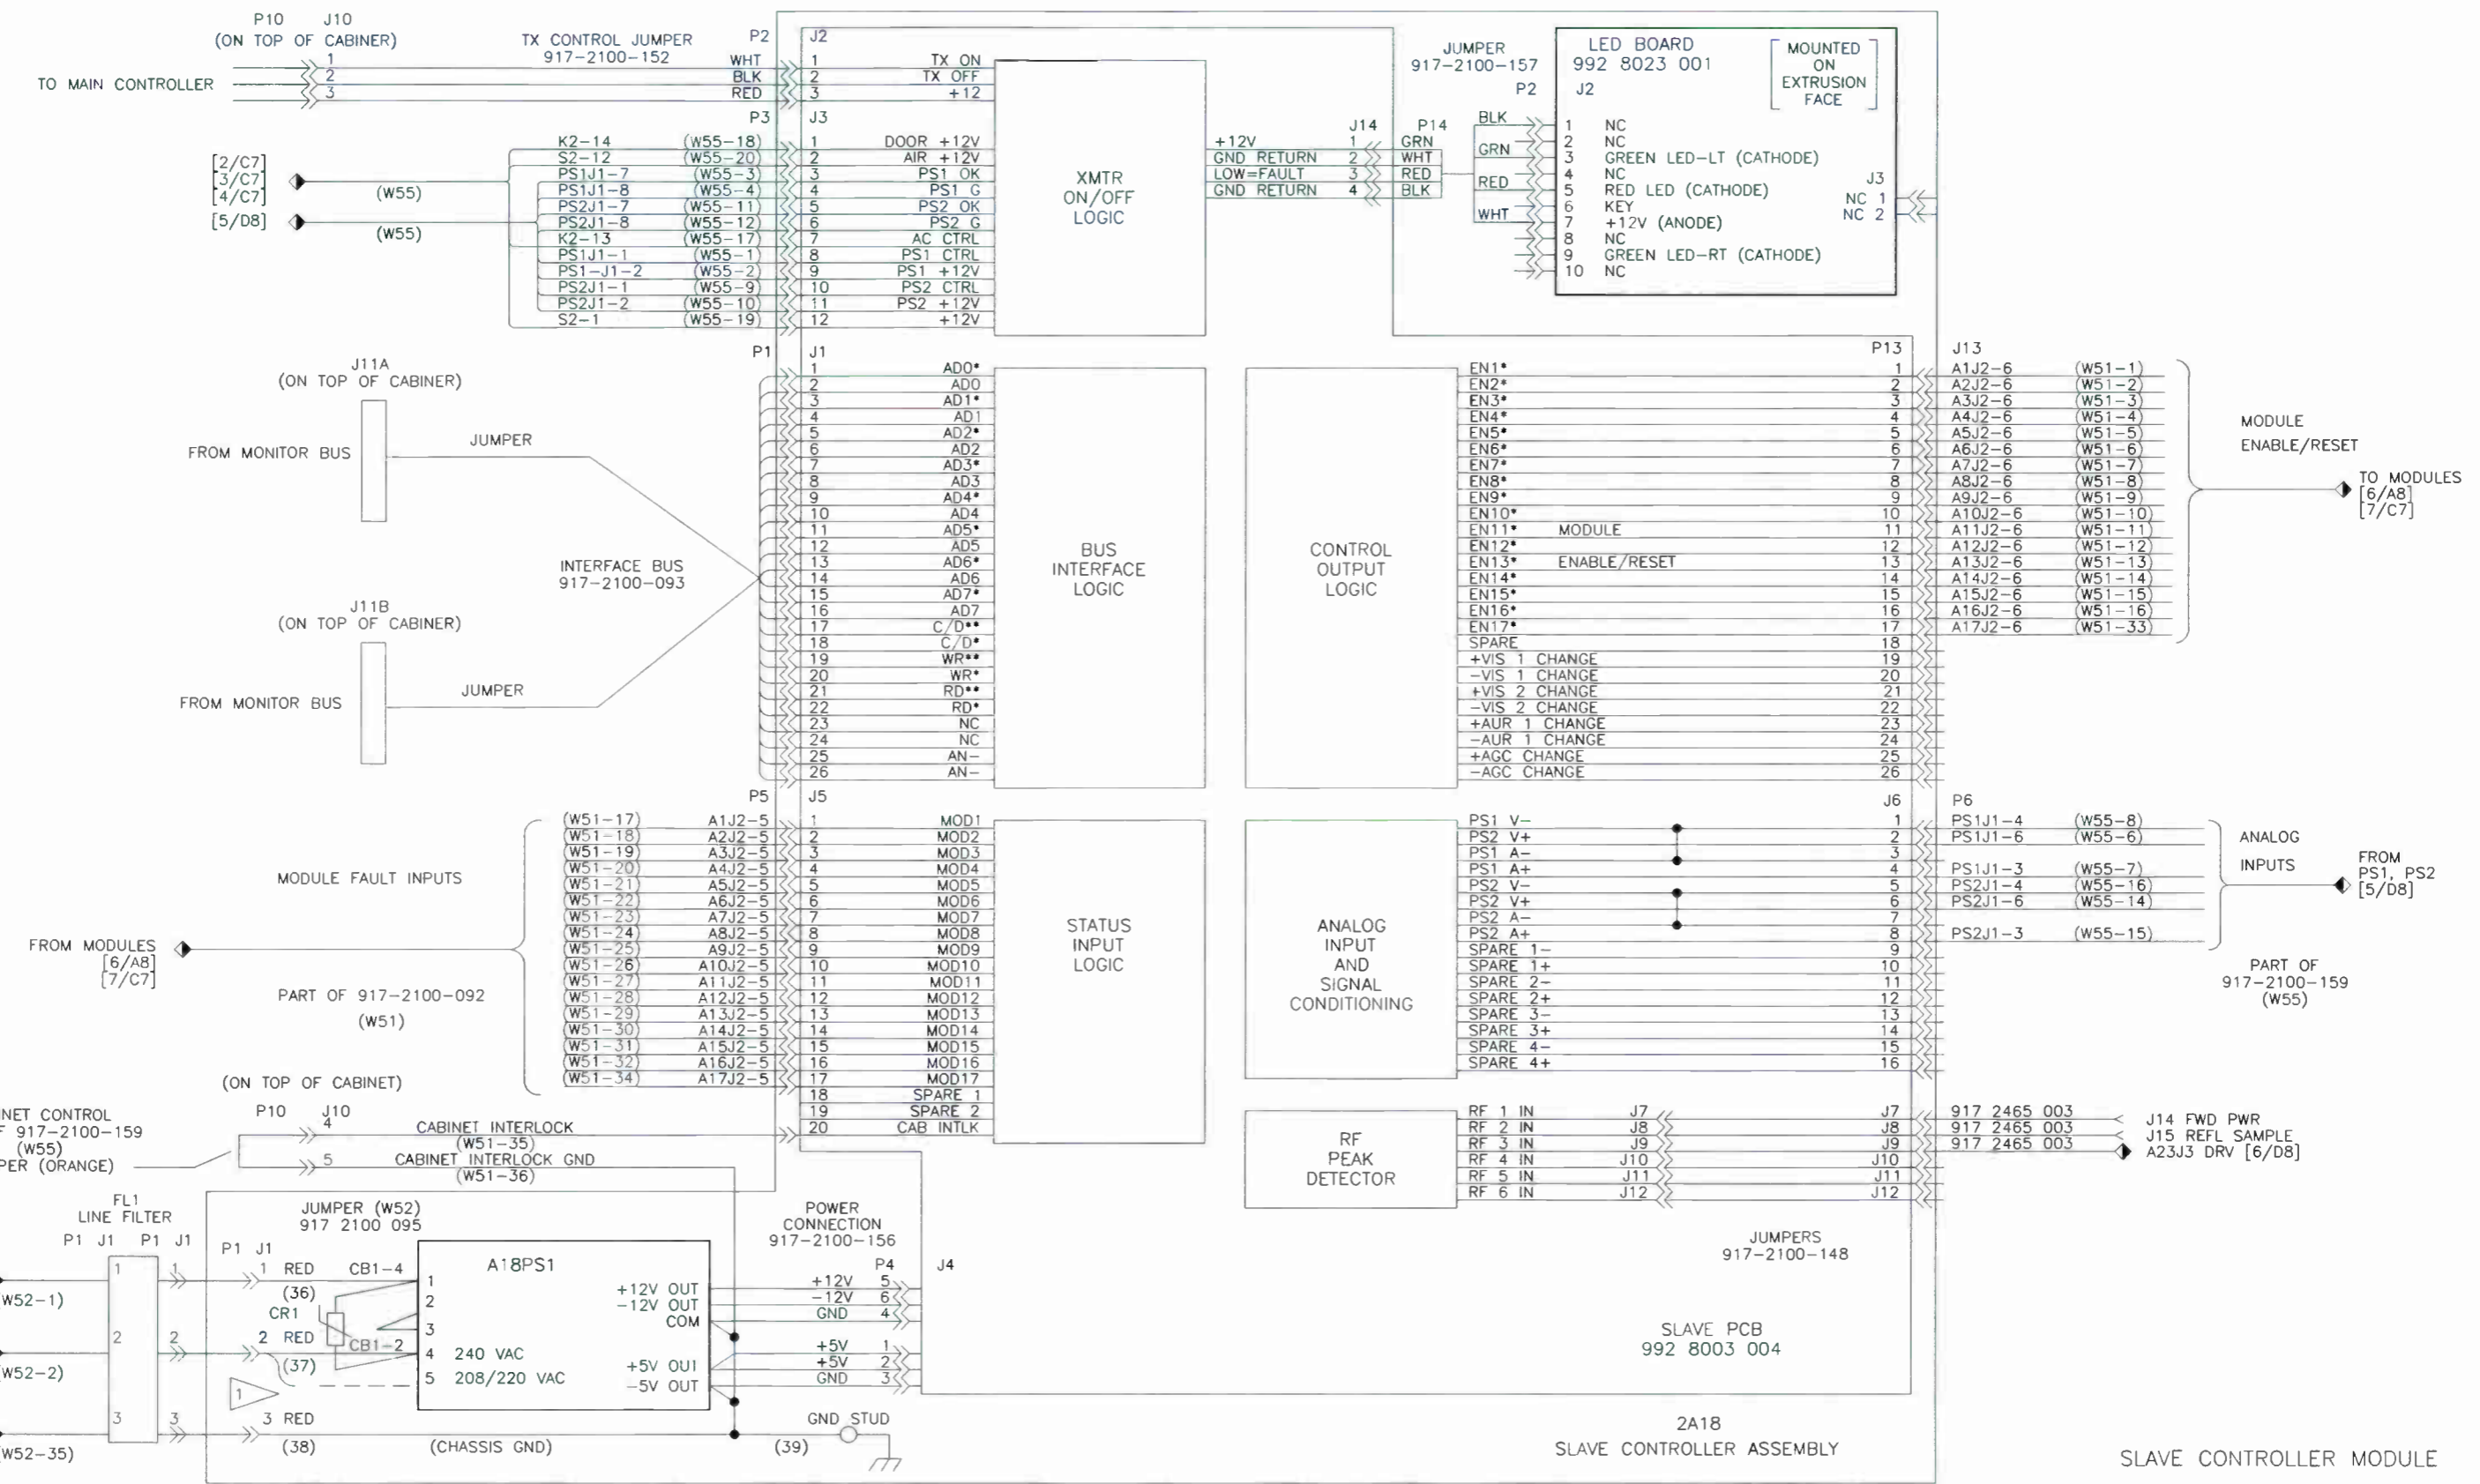 P10 J10
(ON TOP OF CABINER)
1
2
3
TO MAIN CONTROLLER
TX CONTROL JUMPER
917-2100-152
P2 J2
WHT 1 TX ON
BLK 2 TX OFF
RED 3 +12
P3 J3
K2-14 (W55-18) 1 DOOR +12V
S2-12 (W55-20) 2 AIR +12V
PS1J1-7 (W55-3) 3 PS1 OK
PS1J1-8 (W55-4) 4 PS1 G
PS2J1-7 (W55-11) 5 PS2 OK
PS2J1-8 (W55-12) 6 PS2 G
K2-13 (W55-17) 7 AC CTRL
PS1J1-1 (W55-1) 8 PS1 CTRL
PS1-J1-2 (W55-2) 9 PS1 +12V
PS2J1-1 (W55-9) 10 PS2 CTRL
PS2J1-2 (W55-10) 11 PS2 +12V
S2-1 (W55-19) 12 +12V
[2/C7]
[3/C7]
[4/C7]
(W55)
[5/D8]
(W55)
XMTR
ON/OFF
LOGIC
J14 P14
+12V 1 GRN
GND RETURN 2 WHT
LOW=FAULT 3 RED
GND RETURN 4 BLK
JUMPER
917-2100-157
P2 J2
LED BOARD
992 8023 001
MOUNTED
ON
EXTRUSION
FACE
BLK
GRN
RED
WHT
1 NC
2 NC
3 GREEN LED-LT (CATHODE)
4 NC
5 RED LED (CATHODE)
6 KEY
7 +12V (ANODE)
8 NC
9 GREEN LED-RT (CATHODE)
10 NC
J3
NC 1
NC 2
J11A
(ON TOP OF CABINER)
FROM MONITOR BUS
JUMPER
INTERFACE BUS
917-2100-093
J11B
(ON TOP OF CABINER)
FROM MONITOR BUS
JUMPER
P1 J1
1 AD0*
2 AD0
3 AD1*
4 AD1
5 AD2*
6 AD2
7 AD3*
8 AD3
9 AD4*
10 AD4
11 AD5*
12 AD5
13 AD6*
14 AD6
15 AD7*
16 AD7
17 C/D**
18 C/D*
19 WR**
20 WR*
21 RD**
22 RD*
23 NC
24 NC
25 AN-
26 AN-
BUS
INTERFACE
LOGIC
CONTROL
OUTPUT
LOGIC
P13 J13
EN1* 1 A1J2-6 (W51-1)
EN2* 2 A2J2-6 (W51-2)
EN3* 3 A3J2-6 (W51-3)
EN4* 4 A4J2-6 (W51-4)
EN5* 5 A5J2-6 (W51-5)
EN6* 6 A6J2-6 (W51-6)
EN7* 7 A7J2-6 (W51-7)
EN8* 8 A8J2-6 (W51-8)
EN9* 9 A9J2-6 (W51-9)
EN10* 10 A10J2-6 (W51-10)
EN11* MODULE 11 A11J2-6 (W51-11)
EN12* 12 A12J2-6 (W51-12)
EN13* ENABLE/RESET 13 A13J2-6 (W51-13)
EN14* 14 A14J2-6 (W51-14)
EN15* 15 A15J2-6 (W51-15)
EN16* 16 A16J2-6 (W51-16)
EN17* 17 A17J2-6 (W51-33)
SPARE 18
+VIS 1 CHANGE 19
-VIS 1 CHANGE 20
+VIS 2 CHANGE 21
-VIS 2 CHANGE 22
+AUR 1 CHANGE 23
-AUR 1 CHANGE 24
+AGC CHANGE 25
-AGC CHANGE 26
MODULE
ENABLE/RESET
TO MODULES
[6/A8]
[7/C7]
P5 J5
(W51-17) A1J2-5 1 MOD1
(W51-18) A2J2-5 2 MOD2
(W51-19) A3J2-5 3 MOD3
(W51-20) A4J2-5 4 MOD4
(W51-21) A5J2-5 5 MOD5
(W51-22) A6J2-5 6 MOD6
(W51-23) A7J2-5 7 MOD7
(W51-24) A8J2-5 8 MOD8
(W51-25) A9J2-5 9 MOD9
(W51-26) A10J2-5 10 MOD10
(W51-27) A11J2-5 11 MOD11
(W51-28) A12J2-5 12 MOD12
(W51-29) A13J2-5 13 MOD13
(W51-30) A14J2-5 14 MOD14
(W51-31) A15J2-5 15 MOD15
(W51-32) A16J2-5 16 MOD16
(W51-34) A17J2-5 17 MOD17
18 SPARE 1
19 SPARE 2
20 CAB INTLK
MODULE FAULT INPUTS
FROM MODULES
[6/A8]
[7/C7]
PART OF 917-2100-092
(W51)
STATUS
INPUT
LOGIC
ANALOG
INPUT
AND
SIGNAL
CONDITIONING
J6 P6
PS1 V- 1 PS1J1-4 (W55-8)
PS2 V+ 2 PS1J1-6 (W55-6)
PS1 A- 3
PS1 A+ 4 PS1J1-3 (W55-7)
PS2 V- 5 PS2J1-4 (W55-16)
PS2 V+ 6 PS2J1-6 (W55-14)
PS2 A- 7
PS2 A+ 8 PS2J1-3 (W55-15)
SPARE 1- 9
SPARE 1+ 10
SPARE 2- 11
SPARE 2+ 12
SPARE 3- 13
SPARE 3+ 14
SPARE 4- 15
SPARE 4+ 16
ANALOG
INPUTS
FROM
PS1, PS2
[5/D8]
PART OF
917-2100-159
(W55)
(ON TOP OF CABINET)
P10 J10
4
CABINET INTERLOCK
(W51-35)
5
CABINET INTERLOCK GND
(W51-36)
NET CONTROL
F 917-2100-159
(W55)
PER (ORANGE)
RF
PEAK
DETECTOR
RF 1 IN J7 J7 917 2465 003
RF 2 IN J8 J8 917 2465 003
RF 3 IN J9 J9 917 2465 003
RF 4 IN J10 J10
RF 5 IN J11 J11
RF 6 IN J12 J12
J14 FWD PWR
J15 REFL SAMPLE
A23J3 DRV [6/D8]
JUMPERS
917-2100-148
FL1
LINE FILTER
P1 J1 P1 J1
1 1
2 2
3 3
W52-1)
W52-2)
W52-35)
JUMPER (W52)
917 2100 095
P1 J1
1 RED CB1-4
(36)
CR1
2 RED CB1-2
(37)
1
3 RED
(38)
(CHASSIS GND)
(39)
GND STUD
A18PS1
1
2
3
4 240 VAC
5 208/220 VAC
+12V OUT
-12V OUT
COM
+5V OUT
-5V OUT
POWER
CONNECTION
917-2100-156
P4 J4
+12V 5
-12V 6
GND 4
+5V 1
+5V 2
GND 3
SLAVE PCB
992 8003 004
2A18
SLAVE CONTROLLER ASSEMBLY
SLAVE CONTROLLER MODULE